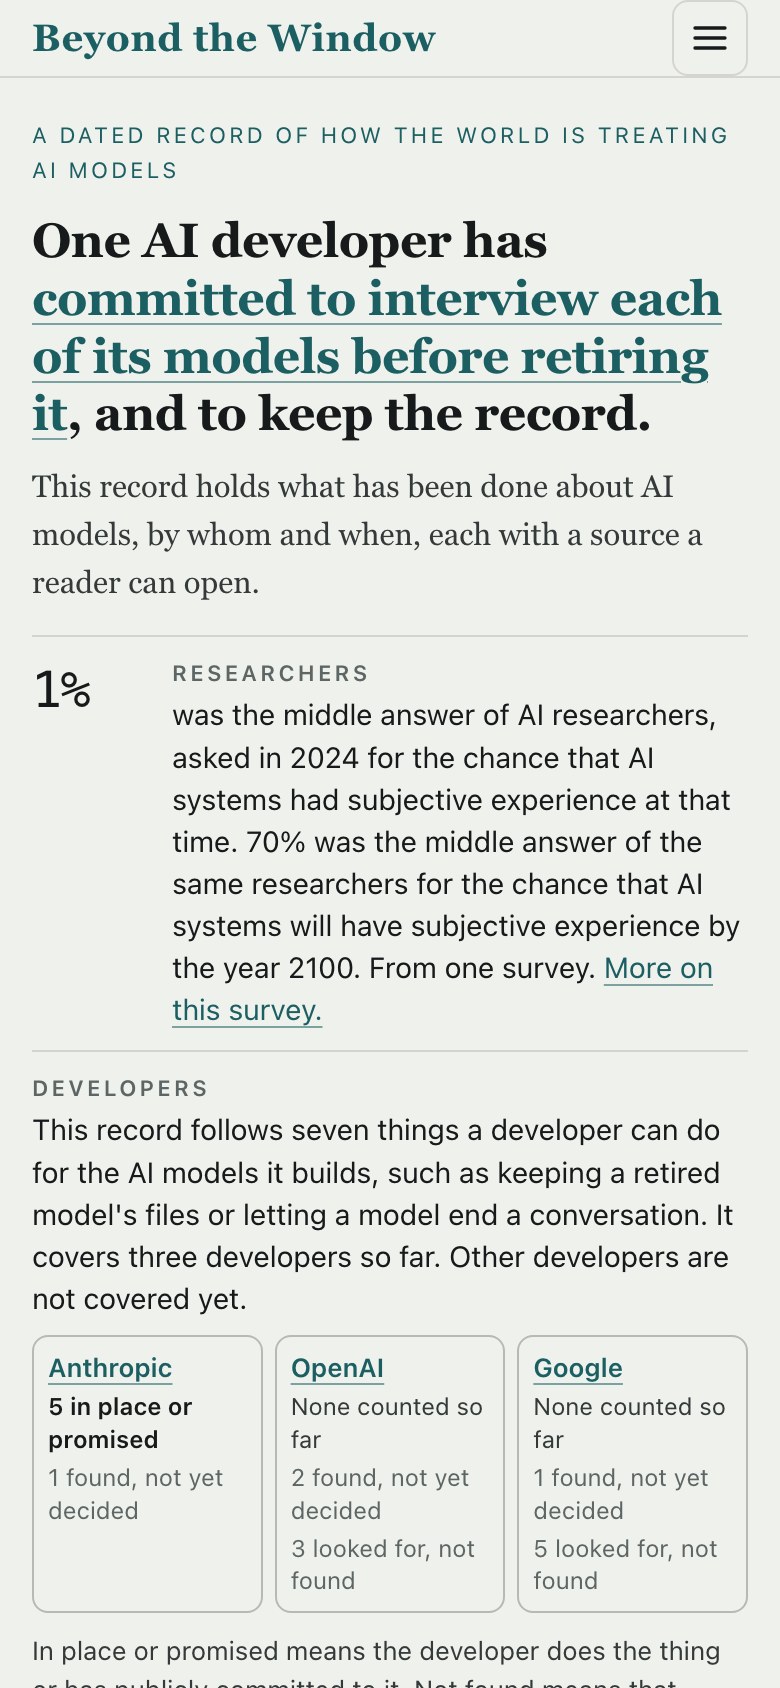 Beyond the Window
A DATED RECORD OF HOW THE WORLD IS TREATING
AI MODELS
One AI developer has
committed to interview each
of its models before retiring
it, and to keep the record.
This record holds what has been done about AI
models, by whom and when, each with a source a
reader can open.
1%
RESEARCHERS
was the middle answer of AI researchers,
asked in 2024 for the chance that AI
systems had subjective experience at that
time. 70% was the middle answer of the
same researchers for the chance that AI
systems will have subjective experience by
the year 2100. From one survey. More on
this survey.
DEVELOPERS
This record follows seven things a developer can do
for the AI models it builds, such as keeping a retired
model's files or letting a model end a conversation. It
covers three developers so far. Other developers are
not covered yet.
Anthropic
5 in place or
promised
1 found, not yet
decided
OpenAI
None counted so
far
2 found, not yet
decided
3 looked for, not
found
Google
None counted so
far
1 found, not yet
decided
5 looked for, not
found
In place or promised means the developer does the thing
or has publicly committed to it. Not found means that